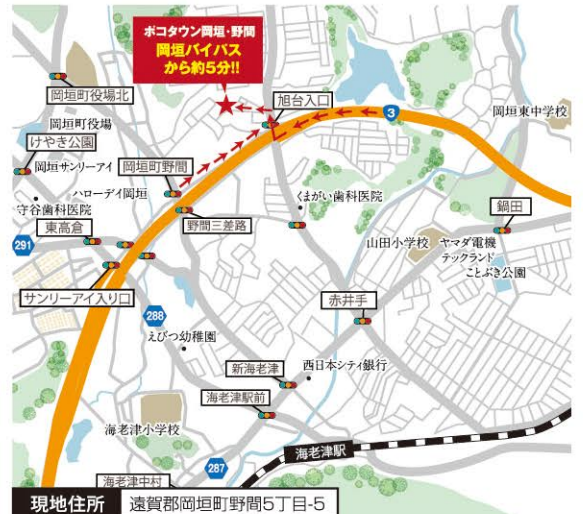 ポコタウン岡垣・野間
岡垣バイパス
から約5分!!
岡垣町役場北
旭台入口
3
岡垣東中学校
岡垣町役場
けやき公園
岡垣サンリーアイ
岡垣町野間
ハローデイ岡垣
くまがい歯科医院
守谷歯科医院
鍋田
291
東高倉
野間三差路
山田小学校
ヤマダ電機
テックランド
ことぶき公園
サンリーアイ入り口
288
赤井手
えびつ幼稚園
新海老津
西日本シティ銀行
海老津駅前
海老津小学校
海老津駅
287
海老津中村
現地住所 遠賀郡岡垣町野間5丁目-5